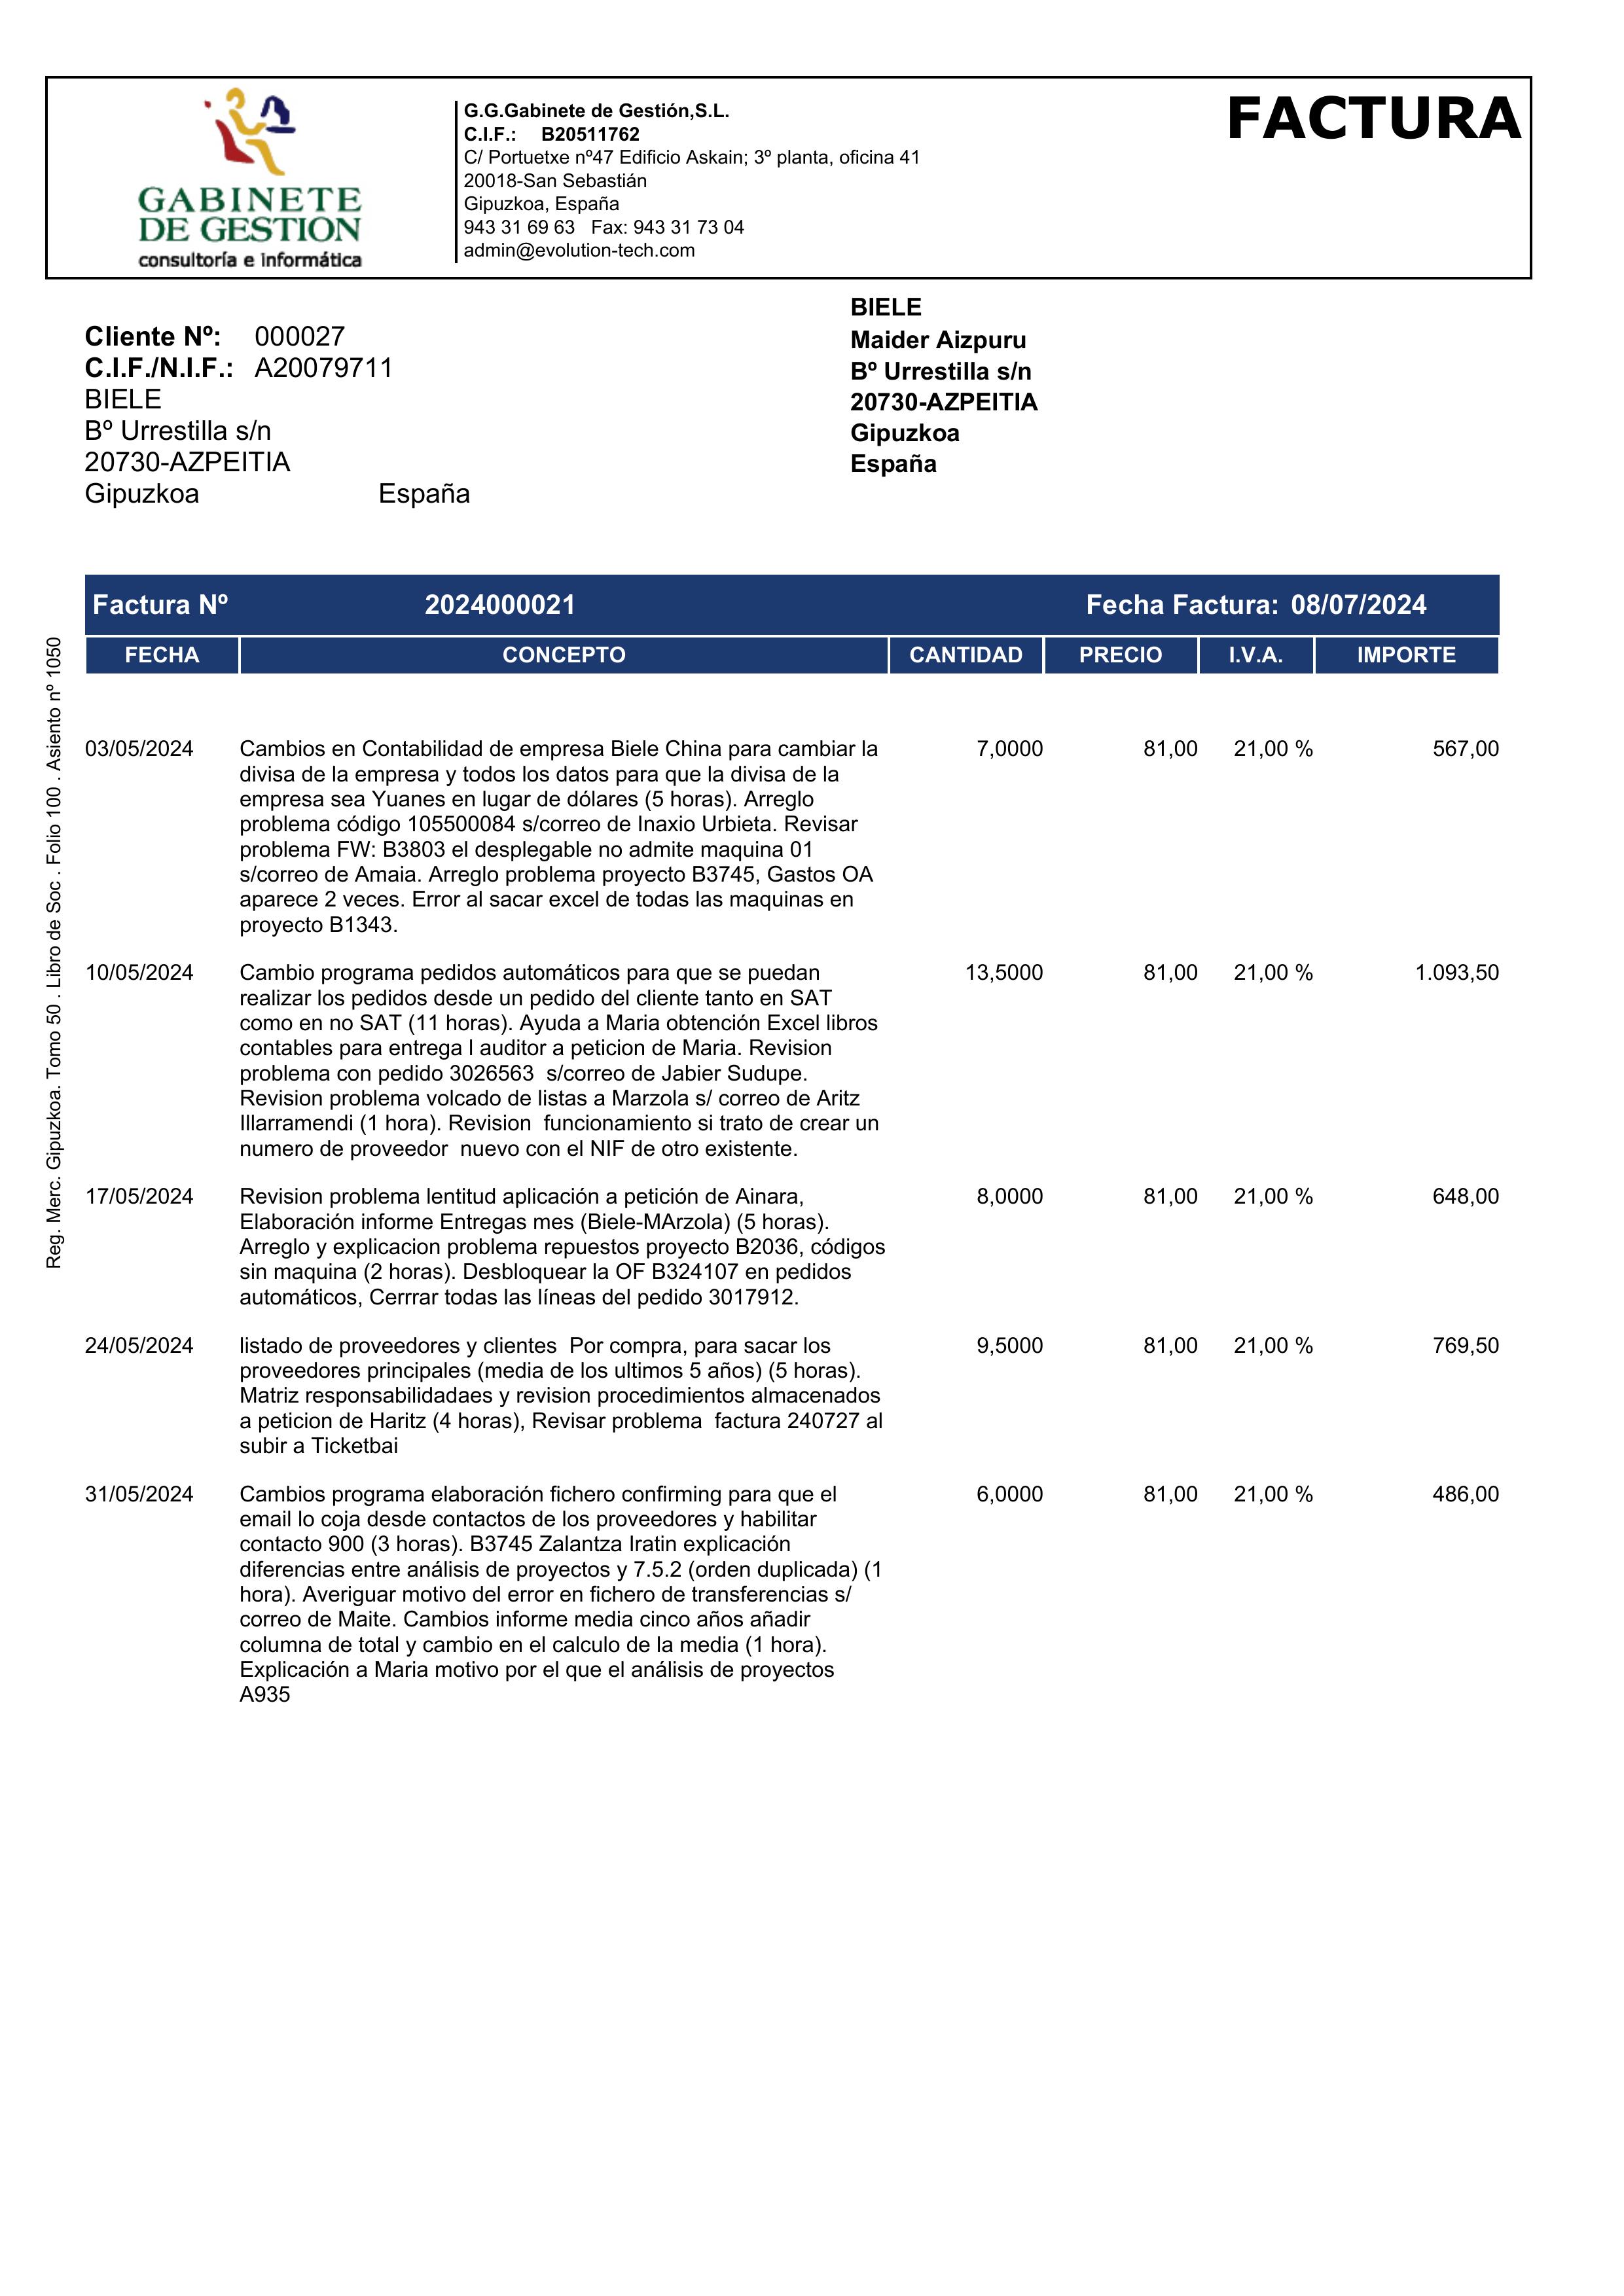 GABINETE
DE GESTION
consultoría e informática
G.G.Gabinete de Gestión,S.L.
C.I.F.: B20511762
C/ Portuetxe nº47 Edificio Askain; 3º planta, oficina 41
20018-San Sebastián
Gipuzkoa, España
943 31 69 63 Fax: 943 31 73 04
admin@evolution-tech.com
FACTURA
Cliente Nº: 000027
C.I.F./N.I.F.: A20079711
BIELE
Bº Urrestilla s/n
20730-AZPEITIA
Gipuzkoa España
BIELE
Maider Aizpuru
Bº Urrestilla s/n
20730-AZPEITIA
Gipuzkoa
España
Reg. Merc. Gipuzkoa. Tomo 50 . Libro de Soc . Folio 100 . Asiento nº 1050
Factura Nº 2024000021 Fecha Factura: 08/07/2024
FECHA CONCEPTO CANTIDAD PRECIO I.V.A. IMPORTE
03/05/2024 Cambios en Contabilidad de empresa Biele China para cambiar la 7,0000 81,00 21,00 % 567,00
divisa de la empresa y todos los datos para que la divisa de la
empresa sea Yuanes en lugar de dólares (5 horas). Arreglo
problema código 105500084 s/correo de Inaxio Urbieta. Revisar
problema FW: B3803 el desplegable no admite maquina 01
s/correo de Amaia. Arreglo problema proyecto B3745, Gastos OA
aparece 2 veces. Error al sacar excel de todas las maquinas en
proyecto B1343.
10/05/2024 Cambio programa pedidos automáticos para que se puedan 13,5000 81,00 21,00 % 1.093,50
realizar los pedidos desde un pedido del cliente tanto en SAT
como en no SAT (11 horas). Ayuda a Maria obtención Excel libros
contables para entrega l auditor a peticion de Maria. Revision
problema con pedido 3026563 s/correo de Jabier Sudupe.
Revision problema volcado de listas a Marzola s/ correo de Aritz
Illarramendi (1 hora). Revision funcionamiento si trato de crear un
numero de proveedor nuevo con el NIF de otro existente.
17/05/2024 Revision problema lentitud aplicación a petición de Ainara, 8,0000 81,00 21,00 % 648,00
Elaboración informe Entregas mes (Biele-MArzola) (5 horas).
Arreglo y explicacion problema repuestos proyecto B2036, códigos
sin maquina (2 horas). Desbloquear la OF B324107 en pedidos
automáticos, Cerrrar todas las líneas del pedido 3017912.
24/05/2024 listado de proveedores y clientes Por compra, para sacar los 9,5000 81,00 21,00 % 769,50
proveedores principales (media de los ultimos 5 años) (5 horas).
Matriz responsabilidadaes y revision procedimientos almacenados
a peticion de Haritz (4 horas), Revisar problema factura 240727 al
subir a Ticketbai
31/05/2024 Cambios programa elaboración fichero confirming para que el 6,0000 81,00 21,00 % 486,00
email lo coja desde contactos de los proveedores y habilitar
contacto 900 (3 horas). B3745 Zalantza Iratin explicación
diferencias entre análisis de proyectos y 7.5.2 (orden duplicada) (1
hora). Averiguar motivo del error en fichero de transferencias s/
correo de Maite. Cambios informe media cinco años añadir
columna de total y cambio en el calculo de la media (1 hora).
Explicación a Maria motivo por el que el análisis de proyectos
A935